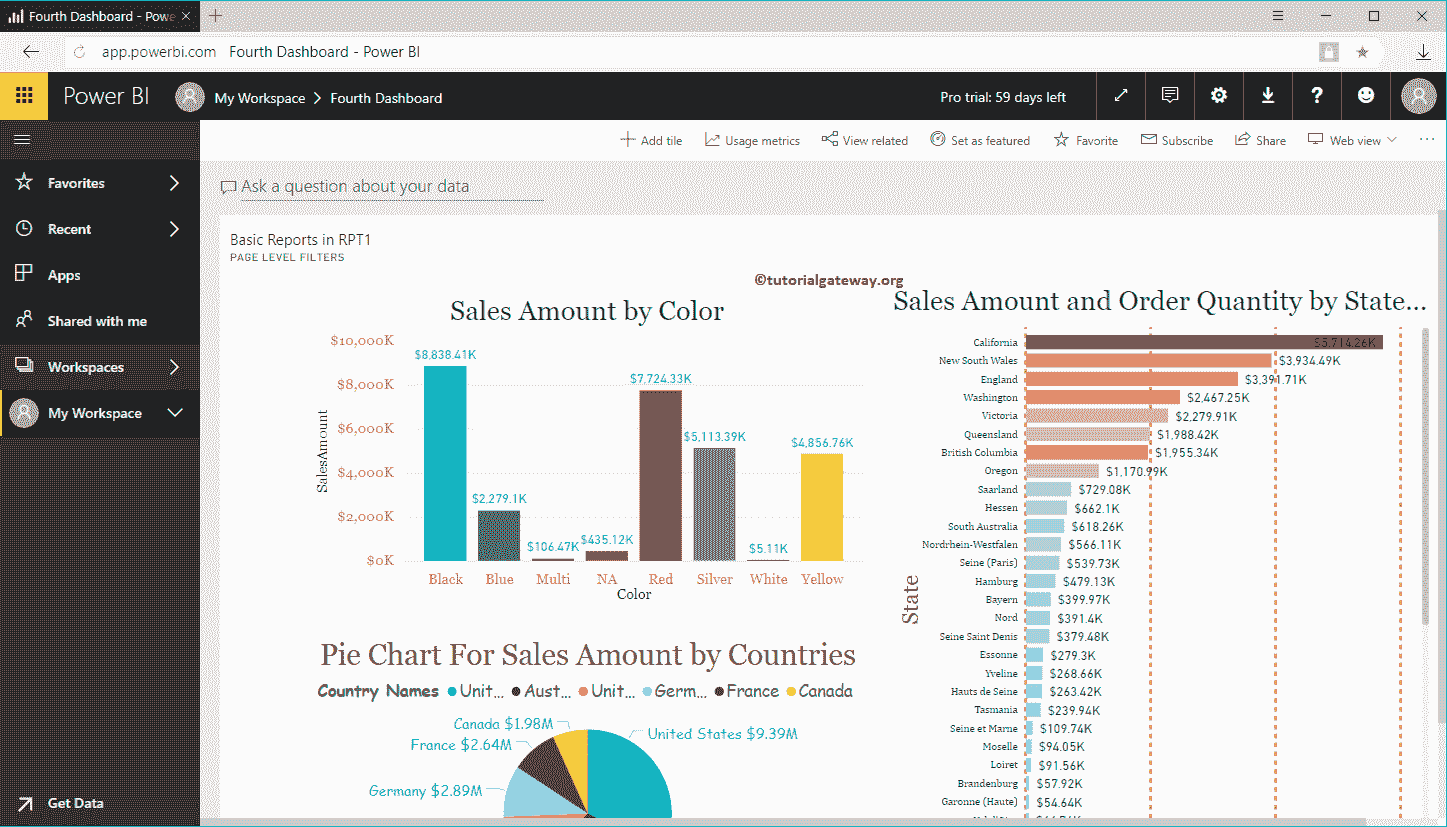 Fourth Dashboard - Powe
app.powerbi.com Fourth Dashboard - Power BI
Power BI My Workspace Fourth Dashboard Pro trial: 59 days left
Add tile Usage metrics View related Set as featured Favorite Subscribe Share Web view
Favorites
Recent
Apps
Shared with me
Workspaces
My Workspace
Get Data
Ask a question about your data
Basic Reports in RPT1
PAGE LEVEL FILTERS
©tutorialgateway.org
Sales Amount by Color
SalesAmount
$10,000K
$8,000K
$6,000K
$4,000K
$2,000K
$0K
$8,838.41K
$2,279.1K
$106.47K
$435.12K
$7,724.33K
$5,113.39K
$5.11K
$4,856.76K
Black Blue Multi NA Red Silver White Yellow
Color
Pie Chart For Sales Amount by Countries
Country Names Unit... Aust... Unit... Germ... France Canada
Canada $1.98M
France $2.64M
Germany $2.89M
United States $9.39M
Sales Amount and Order Quantity by State...
State
California $5,714.26K
New South Wales $3,934.49K
England $3,391.71K
Washington $2,467.25K
Victoria $2,279.91K
Queensland $1,988.42K
British Columbia $1,955.34K
Oregon $1,170.99K
Saarland $729.08K
Hessen $662.1K
South Australia $618.26K
Nordrhein-Westfalen $566.11K
Seine (Paris) $539.73K
Hamburg $479.13K
Bayern $399.97K
Nord $391.4K
Seine Saint Denis $379.48K
Essonne $279.3K
Yveline $268.66K
Hauts de Seine $263.42K
Tasmania $239.94K
Seine et Marne $109.74K
Moselle $94.05K
Loiret $91.56K
Brandenburg $57.92K
Garonne (Haute) $54.64K